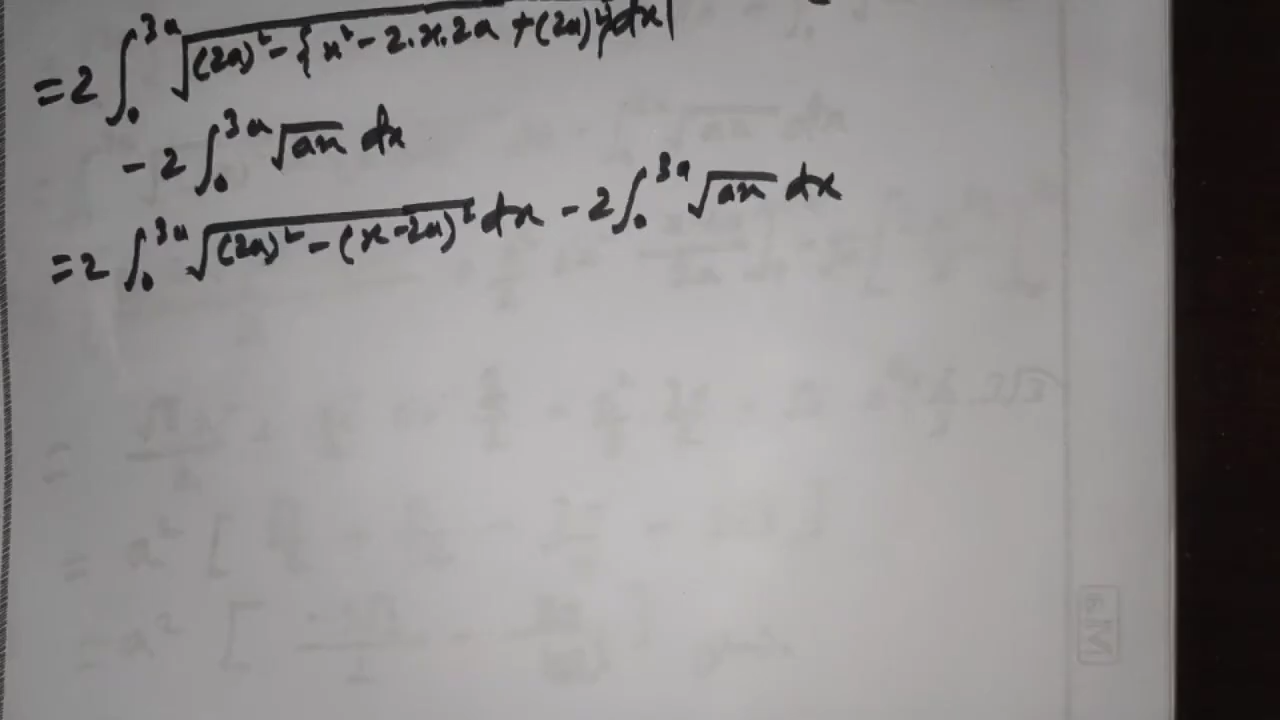 = 2 ∫₀^3a √((2a)² - {x² - 2.x.2a + (2a)²}) dx
- 2 ∫₀^3a √(ax) dx
= 2 ∫₀^3a √((2a)² - (x - 2a)²) dx - 2 ∫₀^3a √(ax) dx